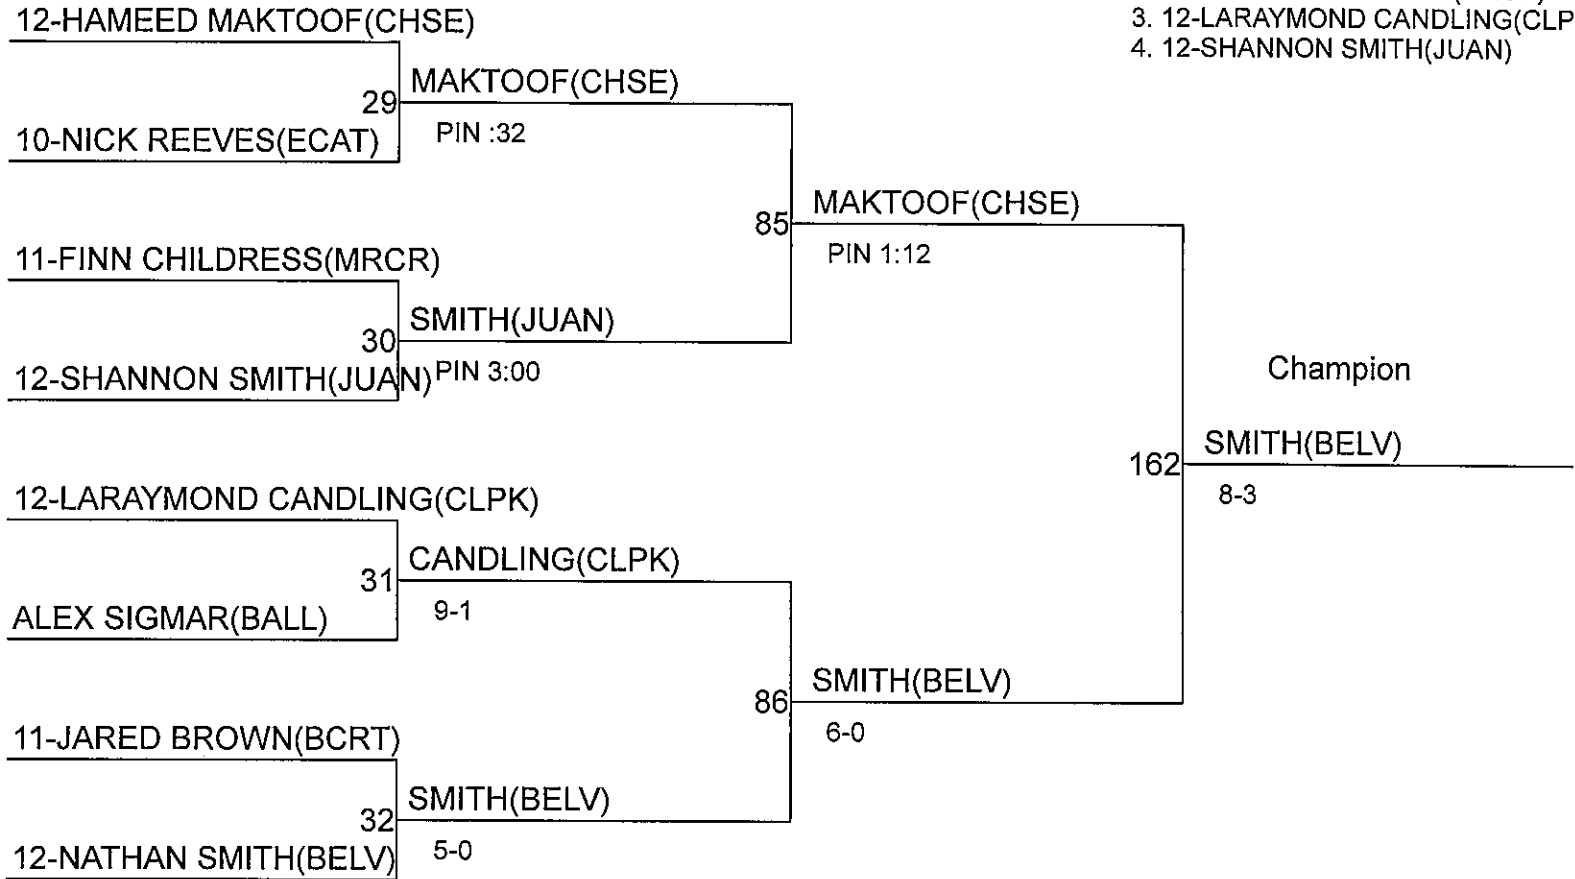 12-HAMEED MAKTOOF(CHSE)
3. 12-LARAYMOND CANDLING(CLP
4. 12-SHANNON SMITH(JUAN)
29
MAKTOOF(CHSE)
PIN :32
10-NICK REEVES(ECAT)
85
MAKTOOF(CHSE)
PIN 1:12
11-FINN CHILDRESS(MRCR)
30
SMITH(JUAN)
PIN 3:00
12-SHANNON SMITH(JUAN)
Champion
162
SMITH(BELV)
8-3
12-LARAYMOND CANDLING(CLPK)
31
CANDLING(CLPK)
9-1
ALEX SIGMAR(BALL)
86
SMITH(BELV)
6-0
11-JARED BROWN(BCRT)
32
SMITH(BELV)
5-0
12-NATHAN SMITH(BELV)